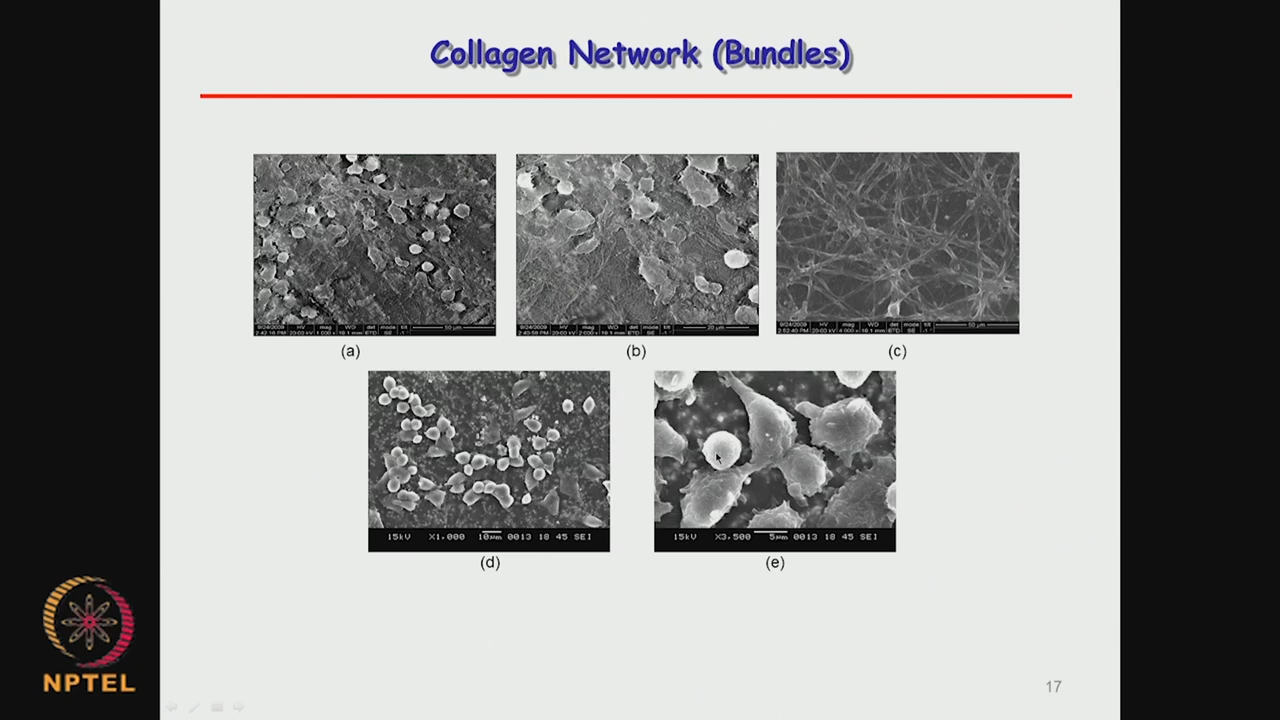 Collagen Network (Bundles)
(a)
(b)
(c)
15kV X1,000 10µm 0013 18 45 SEI
15kV X3,500 5µm 0013 18 45 SEI
(d)
(e)
NPTEL
17